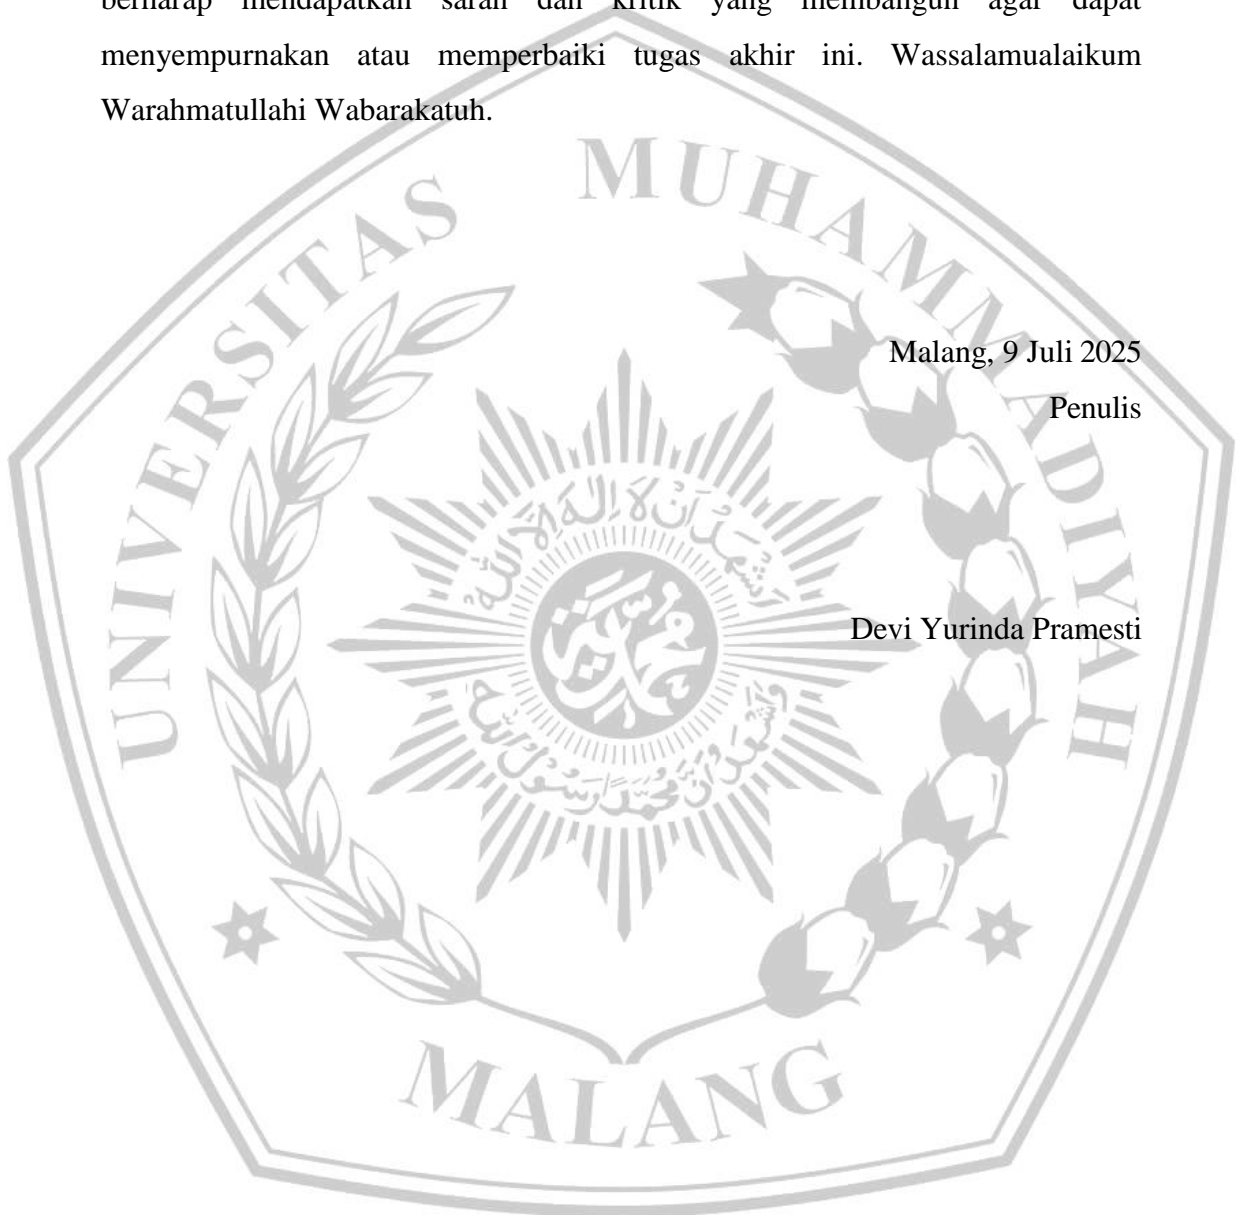 berharap mendapatkan saran dan kritik yang membangun agar dapat
menyempurnakan atau memperbaiki tugas akhir ini. Wassalamualaikum
Warahmatullahi Wabarakatuh.
UNIVERSITAS MUHAMMADIYAH
Malang, 9 Juli 2025
Penulis
Devi Yurinda Pramesti
MALANG